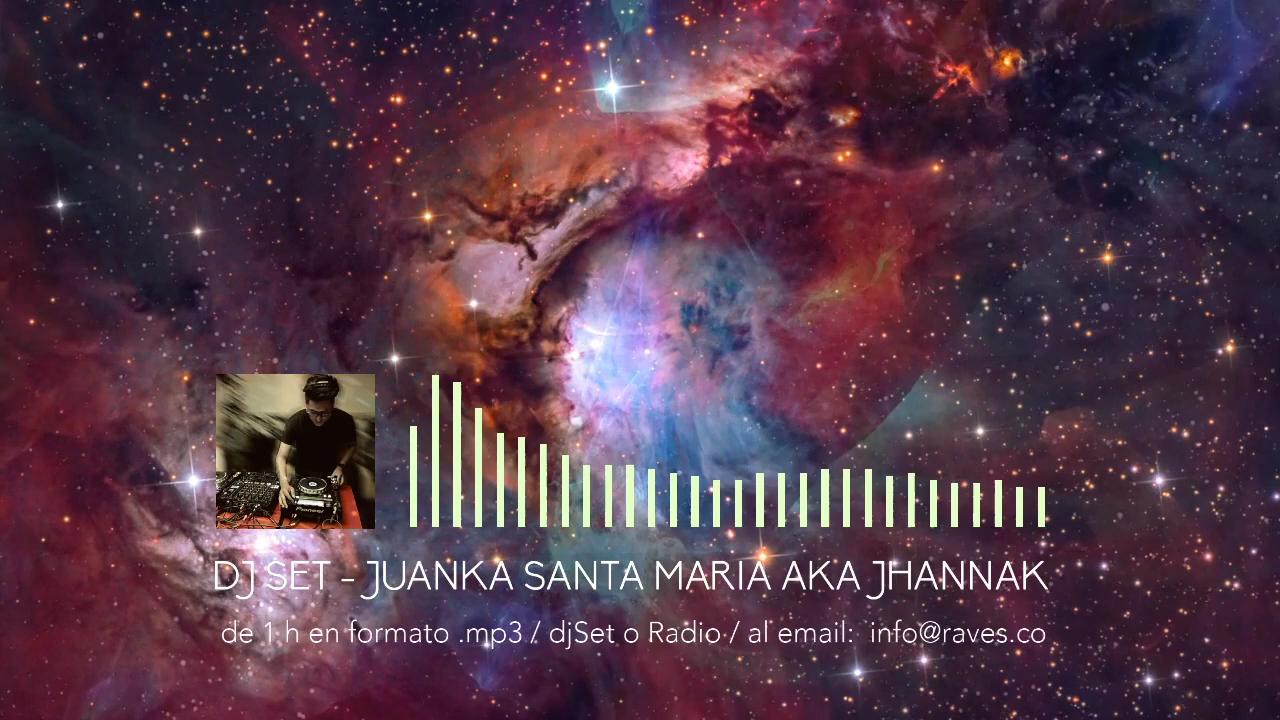 Pioneer
DJ SET - JUANKA SANTA MARIA AKA JHANNAK
de 1 h en formato .mp3 / djSet o Radio / al email: info@raves.co